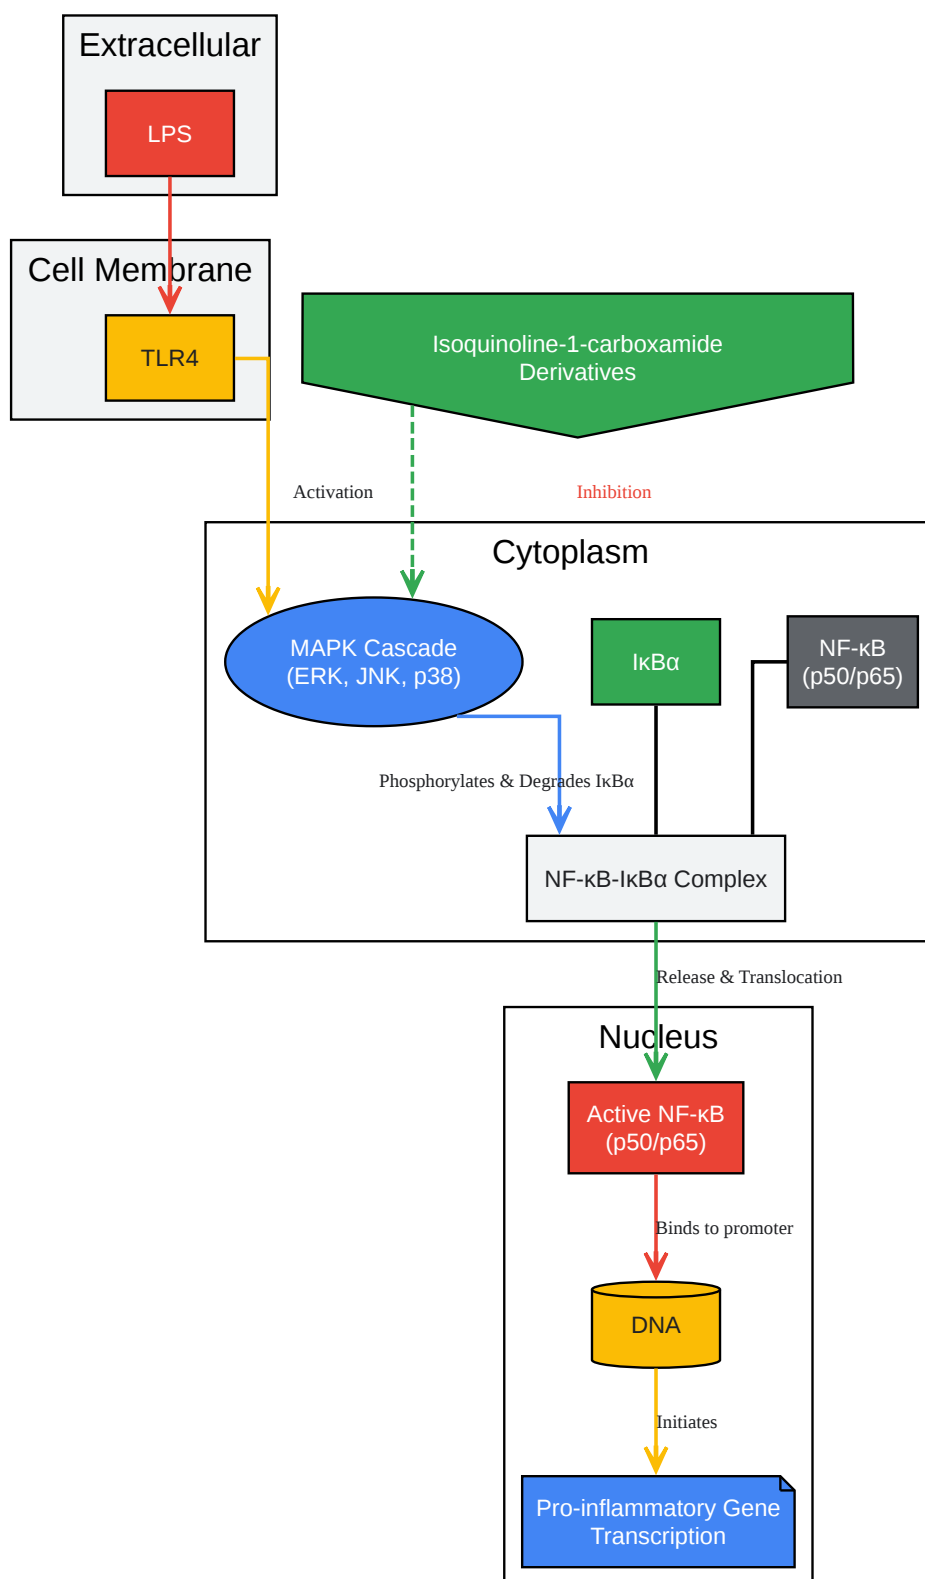 Extracellular
LPS
Cell Membrane
TLR4
Isoquinoline-1-carboxamide
Derivatives
Activation
Inhibition
Cytoplasm
MAPK Cascade
(ERK, JNK, p38)
IκBα
NF-κB
(p50/p65)
Phosphorylates & Degrades IκBα
NF-κB-IκBα Complex
Release & Translocation
Nucleus
Active NF-κB
(p50/p65)
Binds to promoter
DNA
Initiates
Pro-inflammatory Gene
Transcription